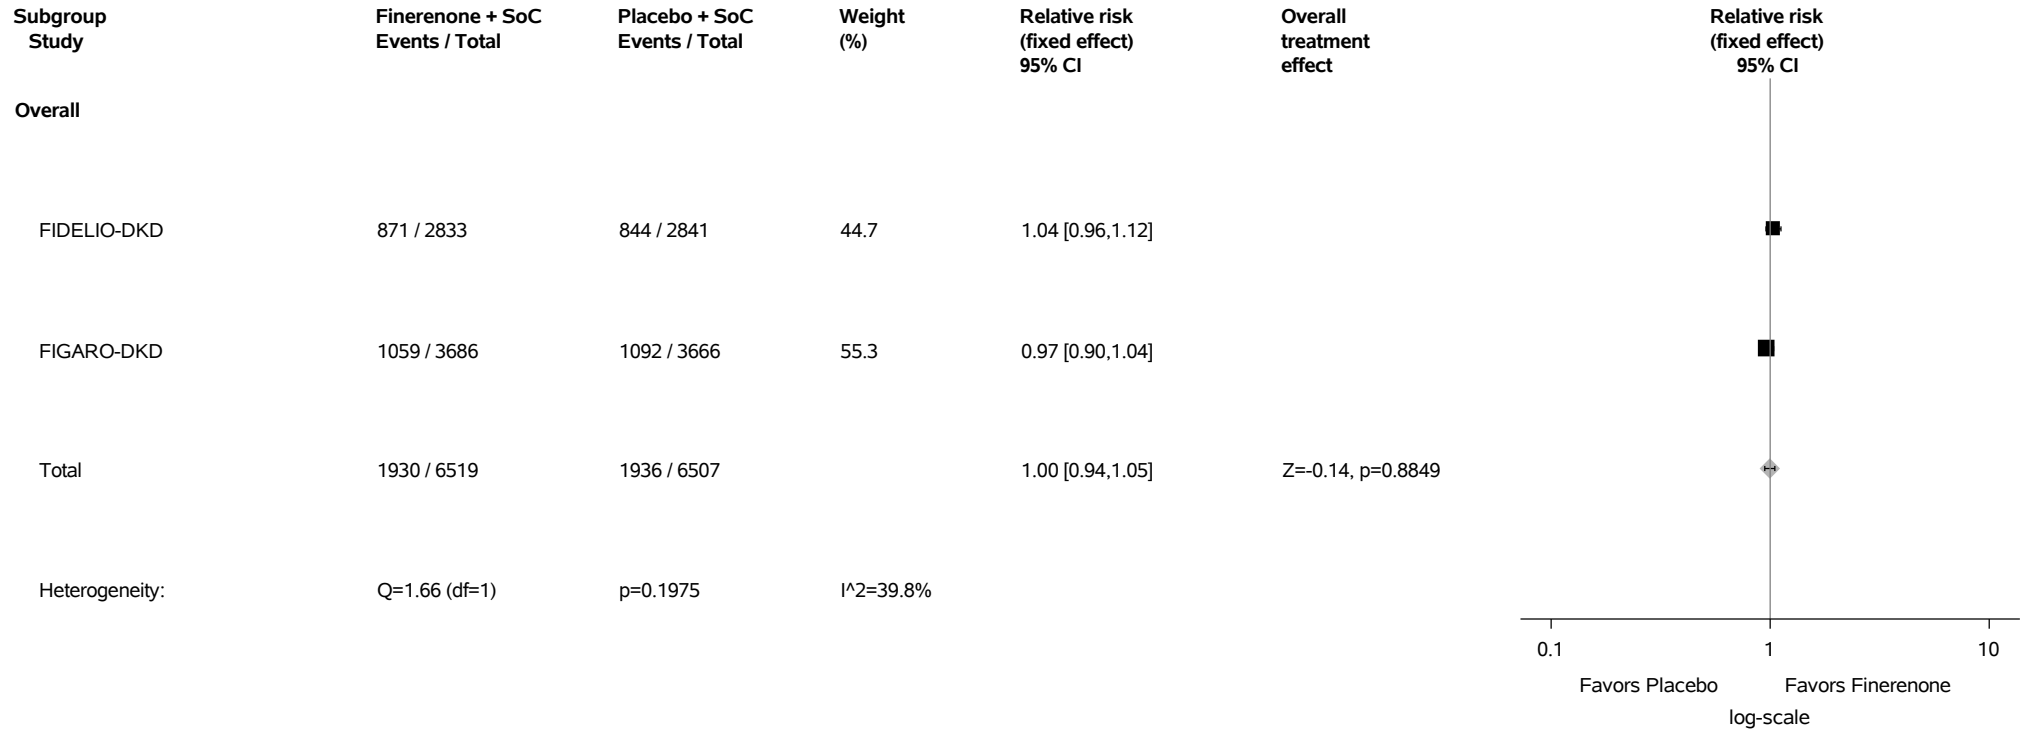 Subgroup Finerenone + SoC Placebo + SoC Weight Relative risk Overall Relative risk
Study Events / Total Events / Total (%) (fixed effect) treatment (fixed effect)
95% CI effect 95% CI
Overall
FIDELIO-DKD 871 / 2833 844 / 2841 44.7 1.04 [0.96,1.12]
FIGARO-DKD 1059 / 3686 1092 / 3666 55.3 0.97 [0.90,1.04]
Total 1930 / 6519 1936 / 6507 1.00 [0.94,1.05] Z=-0.14, p=0.8849
Heterogeneity: Q=1.66 (df=1) p=0.1975 I^2=39.8%
0.1 1 10
Favors Placebo Favors Finerenone
log-scale